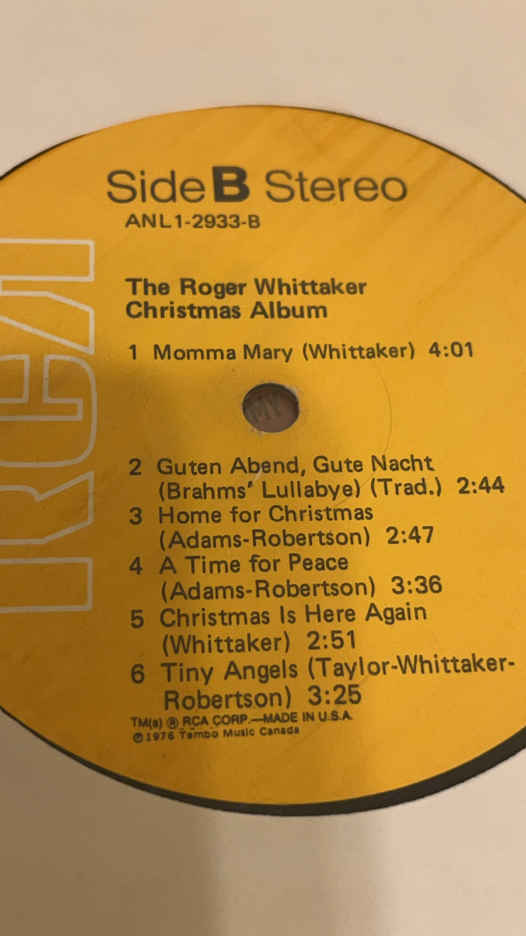 Side B Stereo
ANL1-2933-B
The Roger Whittaker
Christmas Album
1 Momma Mary (Whittaker) 4:01
2 Guten Abend, Gute Nacht
(Brahms' Lullabye) (Trad.) 2:44
3 Home for Christmas
(Adams-Robertson) 2:47
4 A Time for Peace
(Adams-Robertson) 3:36
5 Christmas Is Here Again
(Whittaker) 2:51
6 Tiny Angels (Taylor-Whittaker-
Robertson) 3:25
TM(s) ® RCA CORP.—MADE IN U.S.A.
℗1976 Tembo Music Canada
RCA